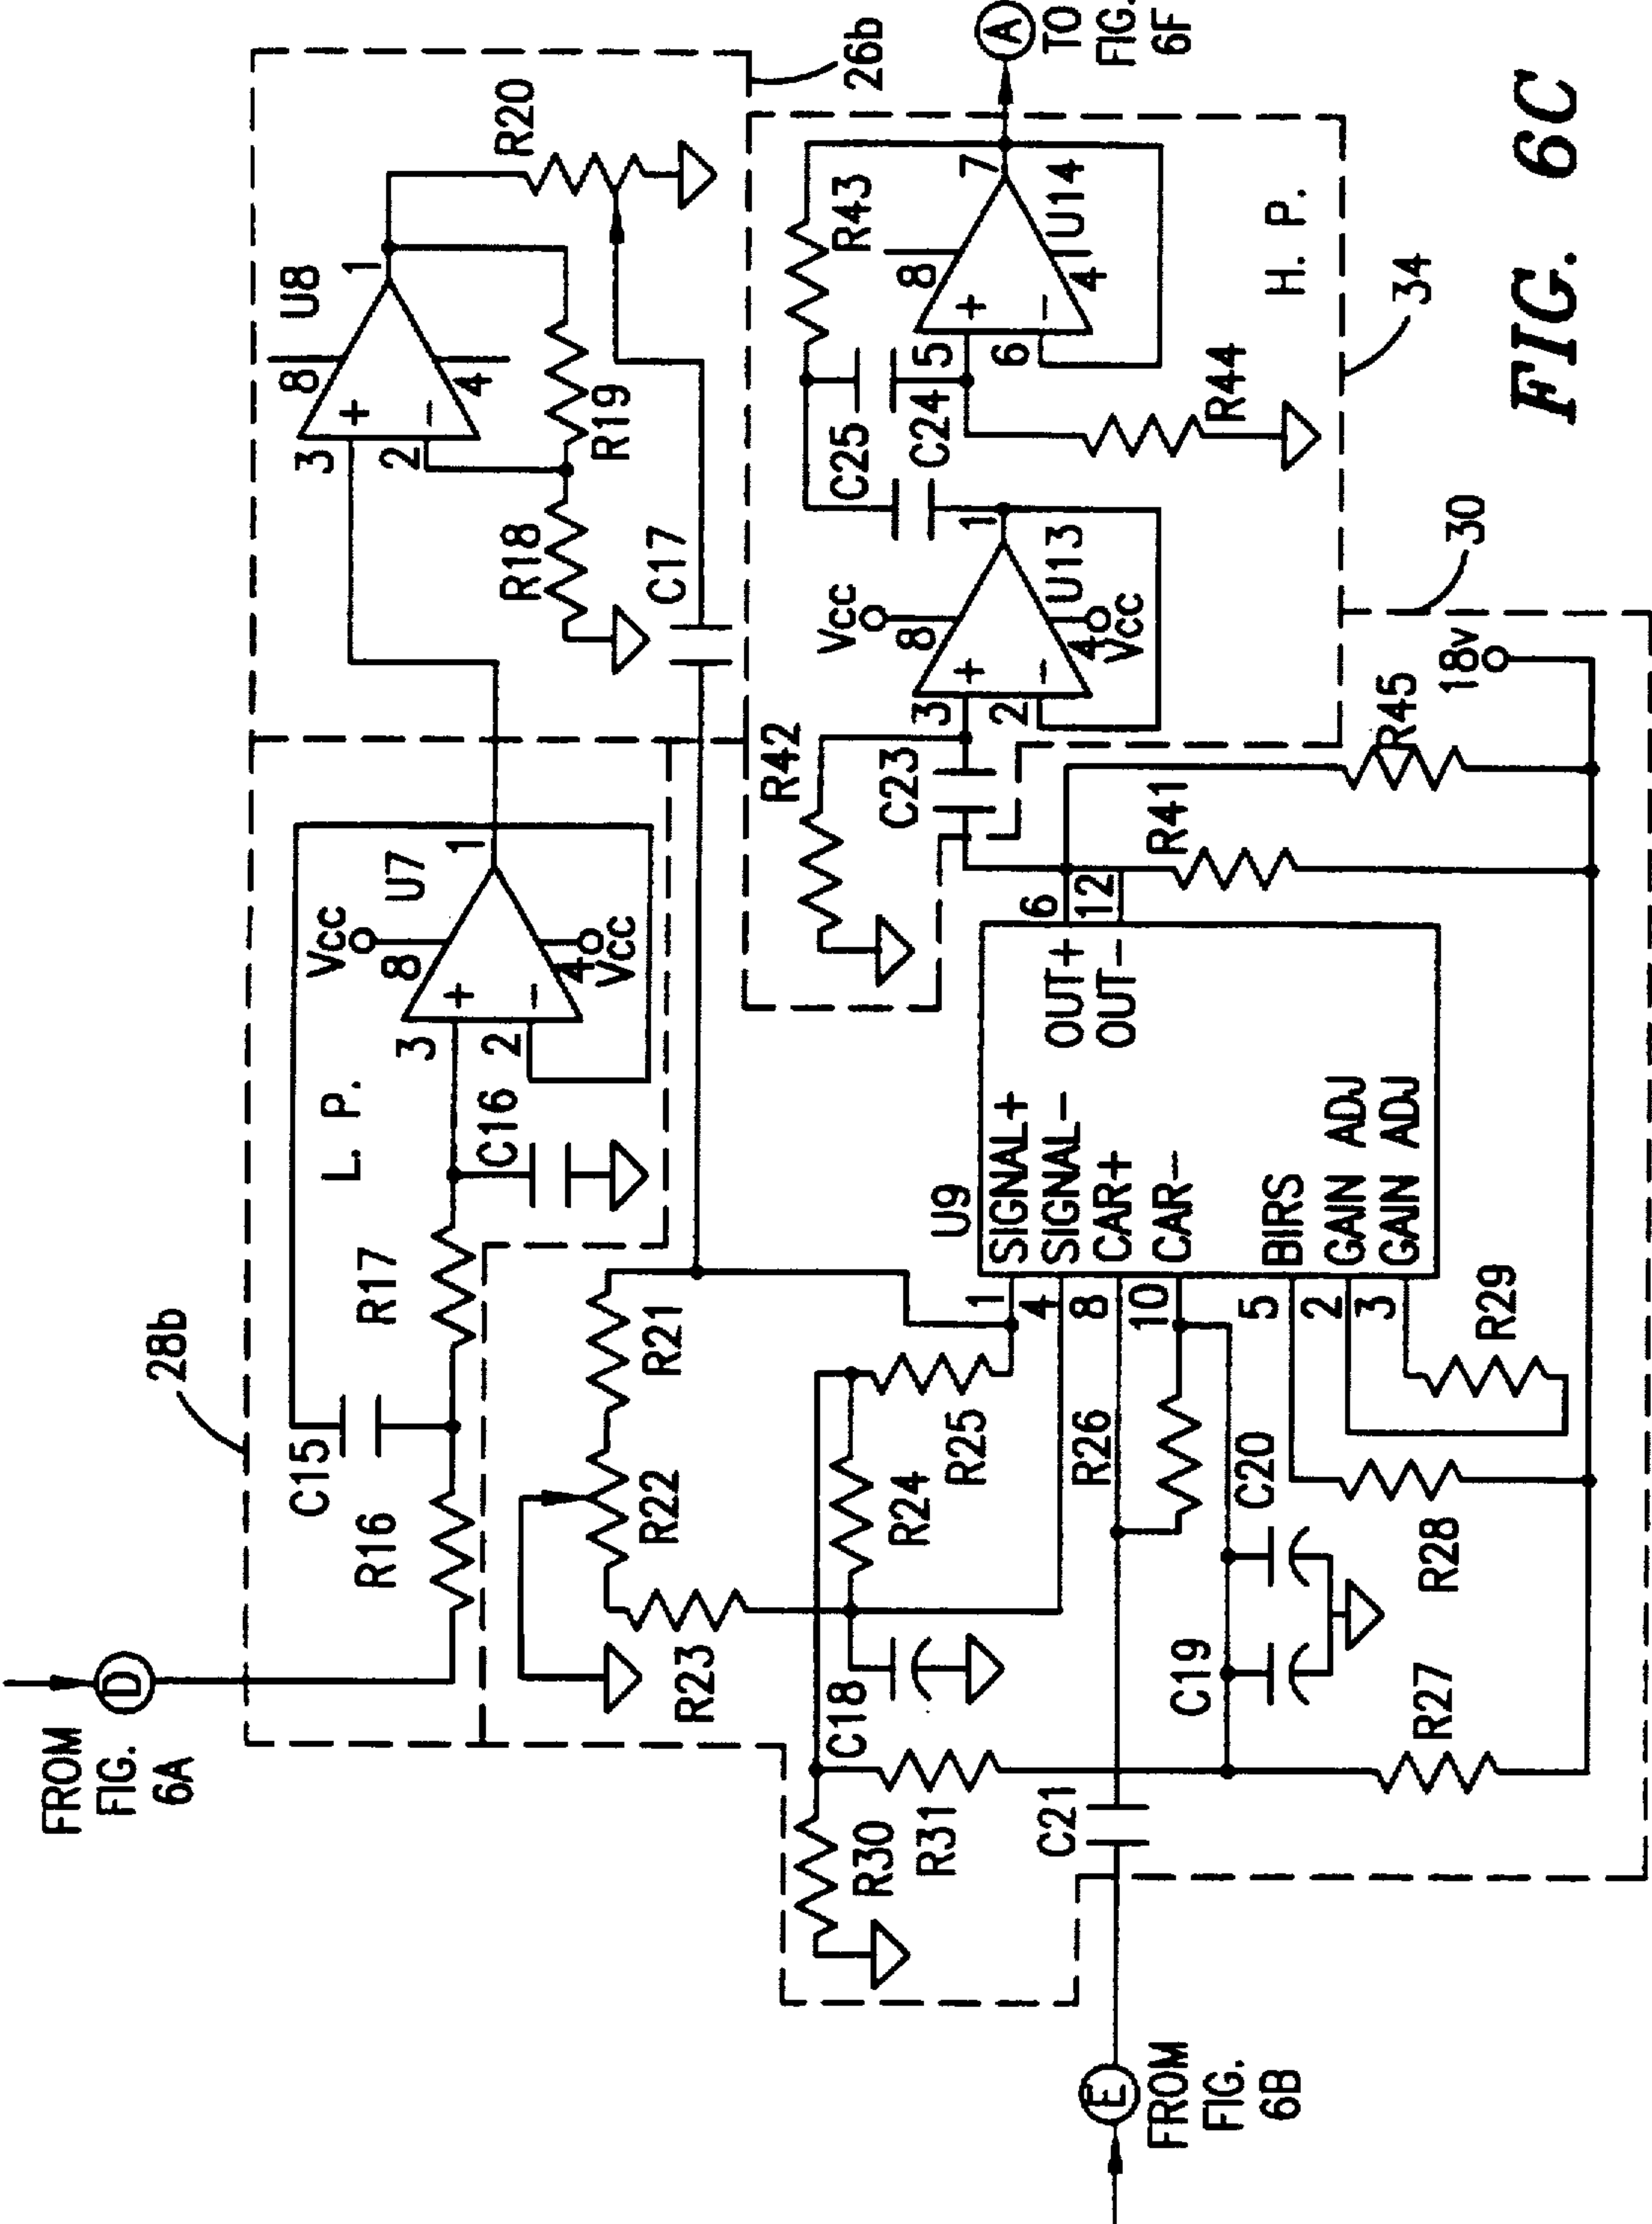 FROM
FIG.
6A
D
28b
R16
C15
R17
L. P.
C16
3
2
+
−
8
Vcc
4
Vcc
U7
1
3
2
+
−
8
4
U8
1
R18
R19
R20
26b
C17
R21
R22
R23
R24
R25
C18
R30
R31
C21
E
FROM
FIG.
6B
R26
C19
C20
R27
R28
R29
U9
1
4
8
10
5
2
3
SIGNAL+
SIGNAL−
CAR+
CAR−
BIRS
GAIN ADJ
GAIN ADJ
OUT+
OUT−
6
12
R41
R45
18v
30
R42
C23
3
2
+
−
Vcc
8
4
Vcc
U13
1
C25
C24
R43
R44
5
6
+
−
8
4
U14
7
H. P.
34
A
TO
FIG.
6F
FIG. 6C